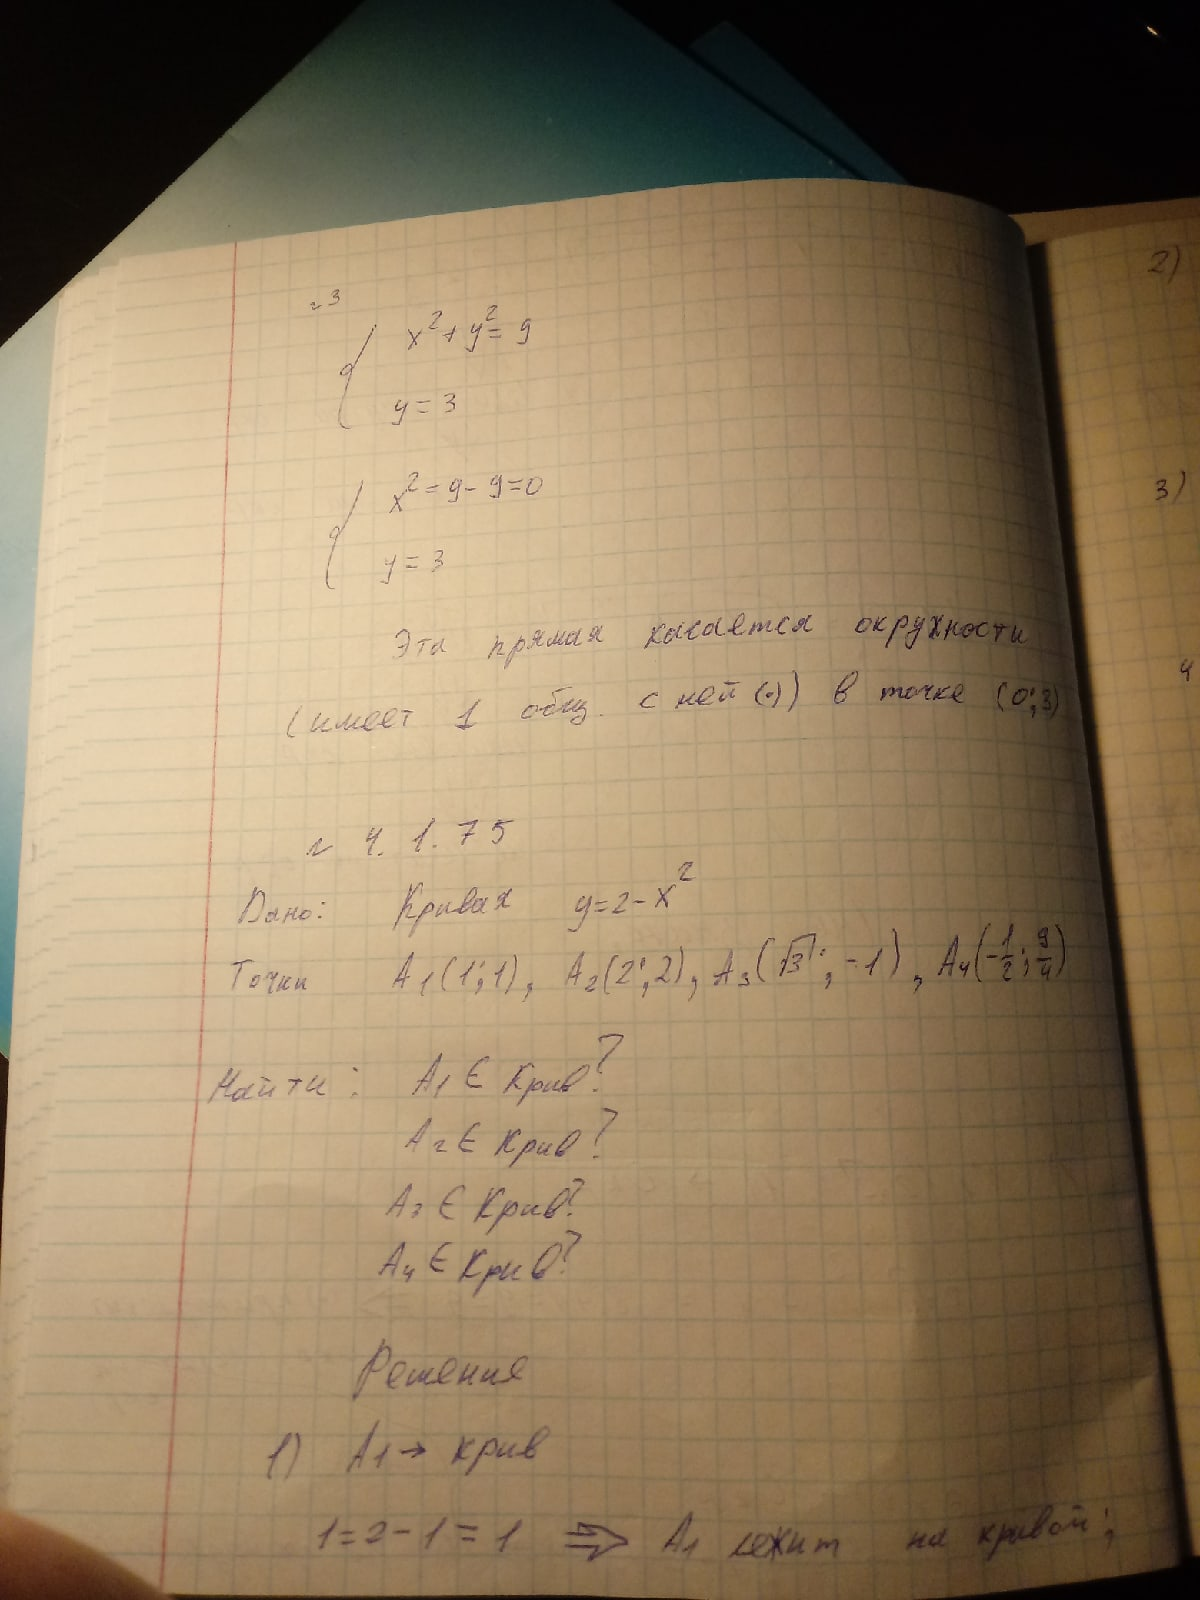 №3
x² + y² = 9
y = 3
x² = 9 - 9 = 0
y = 3
Эта прямая касается окружности
(имеет 1 общ. с ней (•)) в точке (0; 3)
№ 4. 1. 75
Дано: Кривая y = 2 - x²
Точки A₁(1; 1), A₂(2; 2), A₃(√3; -1), A₄(-1/2; 9/4)
Найти: A₁ ∈ Крив?
A₂ ∈ Крив?
A₃ ∈ Крив?
A₄ ∈ Крив?
Решение
1) A₁ → крив
1 = 2 - 1 = 1 ⇒ A₁ лежит на кривой;
2)
3)
4